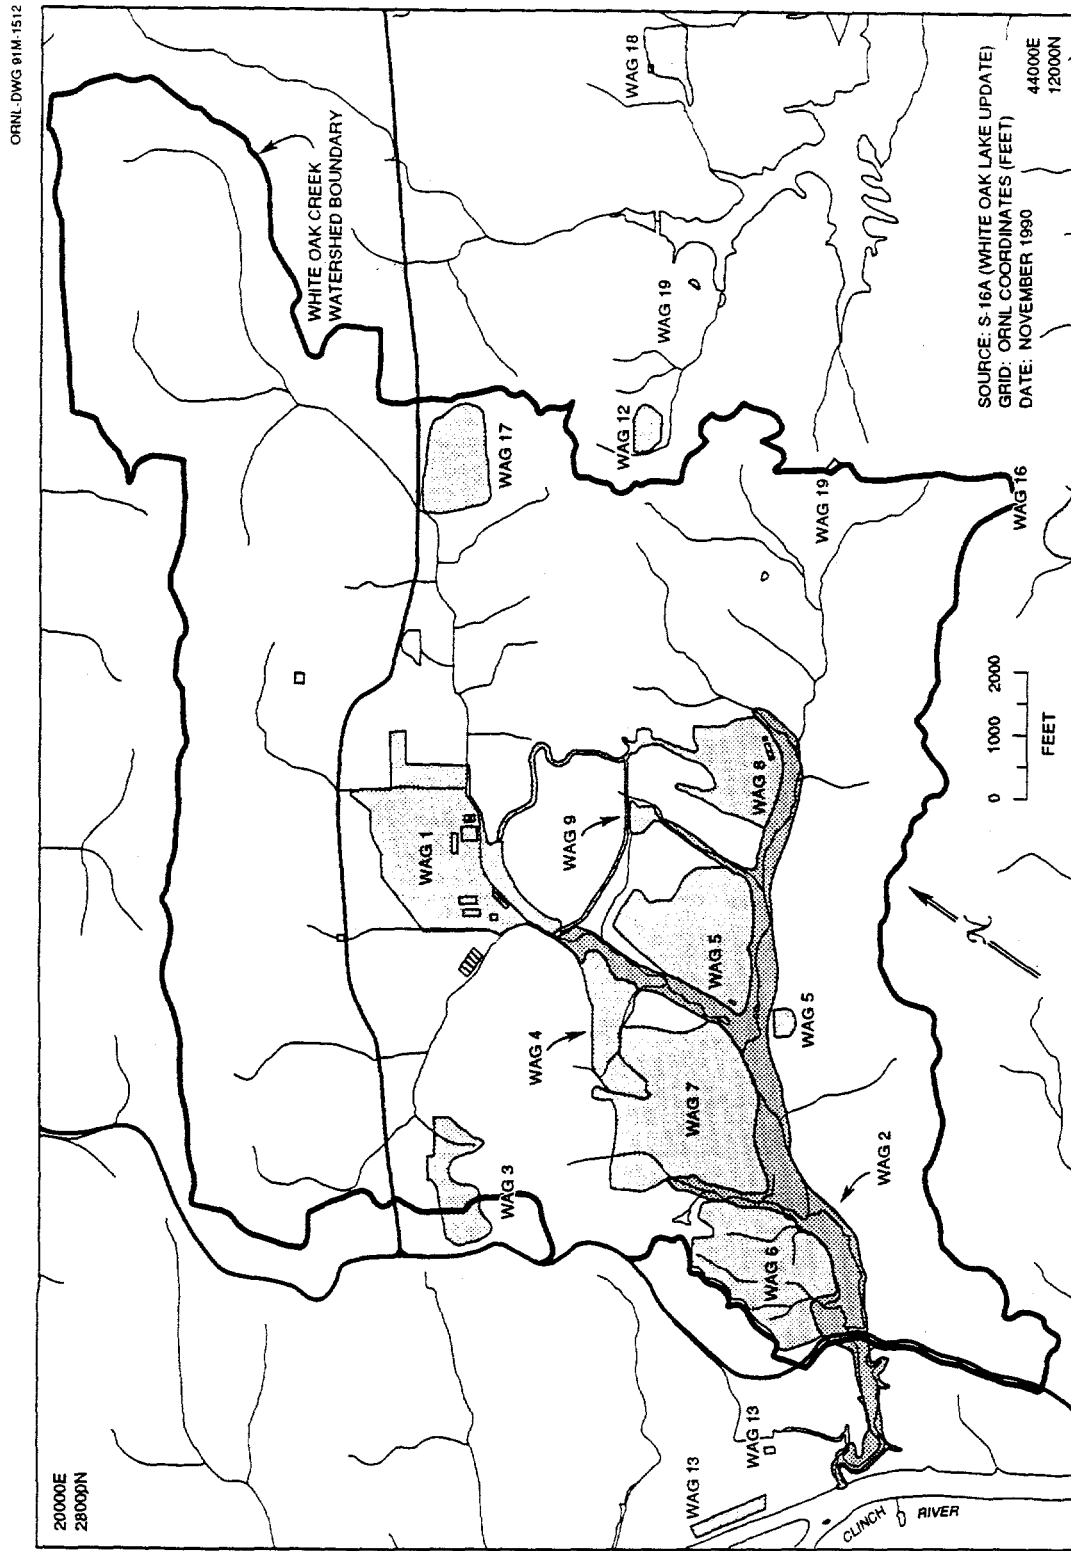 ORNL-DWG 91M-1512
20000E
28000N
WHITE OAK CREEK
WATERSHED BOUNDARY
WAG 18
WAG 17
WAG 12
WAG 19
WAG 1
WAG 3
WAG 4
WAG 9
WAG 8
WAG 5
WAG 7
WAG 5
WAG 6
WAG 2
WAG 19
WAG 16
WAG 13
WAG 13
CLINCH
RIVER
N
0 1000 2000
FEET
SOURCE: S-16A (WHITE OAK LAKE UPDATE)
GRID: ORNL COORDINATES (FEET)
DATE: NOVEMBER 1990
44000E
12000N